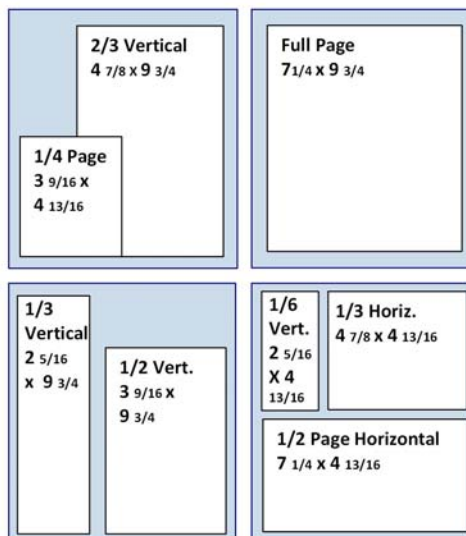 2/3 Vertical
4 7/8 x 9 3/4
1/4 Page
3 9/16 x
4 13/16
Full Page
7 1/4 x 9 3/4
1/3
Vertical
2 5/16
x 9 3/4
1/2 Vert.
3 9/16 x
9 3/4
1/6
Vert.
2 5/16
X 4
13/16
1/3 Horiz.
4 7/8 x 4 13/16
1/2 Page Horizontal
7 1/4 x 4 13/16